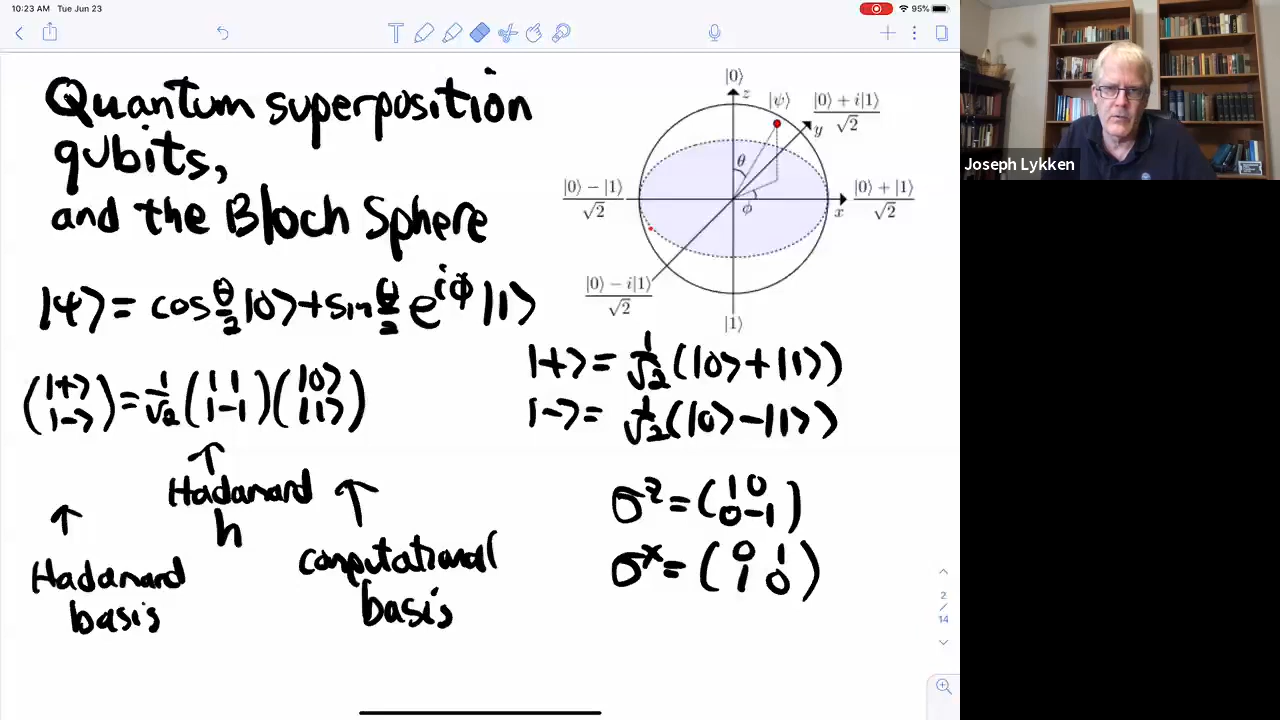 10:23 AM Tue Jun 23
95%
Quantum superposition
qubits,
and the Bloch Sphere
|ψ⟩ = cos θ/2 |0⟩ + sin θ/2 e^{iϕ} |1⟩
(|+⟩ |−⟩) = 1/√2 (1 1 1 −1) (|0⟩ |1⟩)
↑
Hadamard
h
↑
Hadamard
basis
↑
computational
basis
|0⟩
z
|ψ⟩
|0⟩ + i|1⟩
√2
y
θ
|0⟩ − |1⟩
√2
ϕ
x
|0⟩ + |1⟩
√2
|0⟩ − i|1⟩
√2
|1⟩
|+⟩ = 1/√2 (|0⟩ + |1⟩)
|−⟩ = 1/√2 (|0⟩ − |1⟩)
σ^z = (1 0 0 −1)
σ^x = (0 1 1 0)
2
/
14
Joseph Lykken